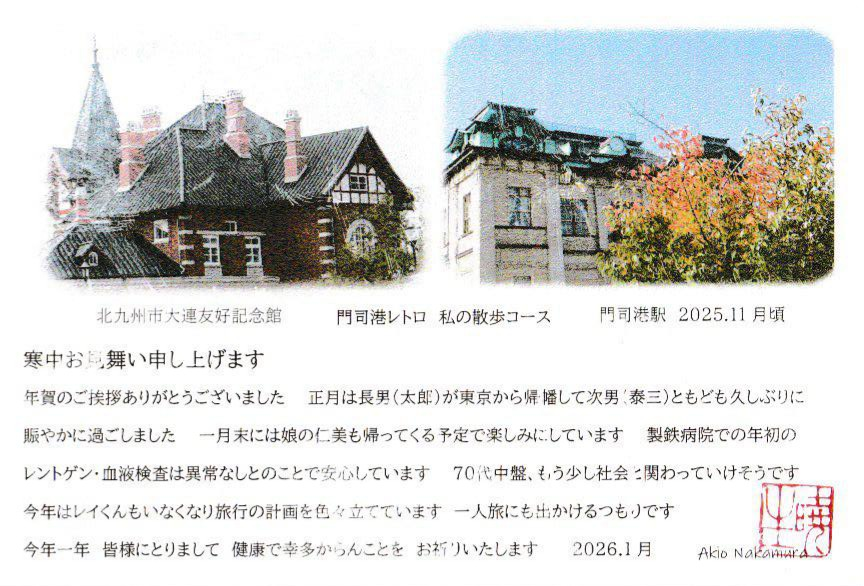 北九州市大連友好記念館
門司港レトロ 私の散歩コース
門司港駅 2025.11月頃
寒中お見舞い申し上げます
年賀のご挨拶ありがとうございました 正月は長男(太郎)が東京から帰幡して次男(泰三)ともども久しぶりに
賑やかに過ごしました 一月末には娘の仁美も帰ってくる予定で楽しみにしています 製鉄病院での年初の
レントゲン・血液検査は異常なしとのことで安心しています 70代中盤、もう少し社会と関わっていけそうです
今年はレイくんもいなくなり旅行の計画を色々立てています 一人旅にも出かけるつもりです
今年一年 皆様にとりまして 健康で幸多からんことを お祈りいたします 2026.1月
Akio Nakamura